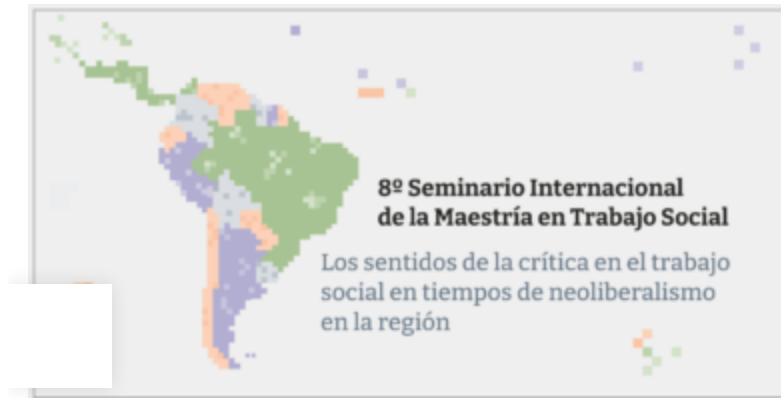 8º Seminario Internacional
de la Maestría en Trabajo Social
Los sentidos de la crítica en el trabajo
social en tiempos de neoliberalismo
en la región